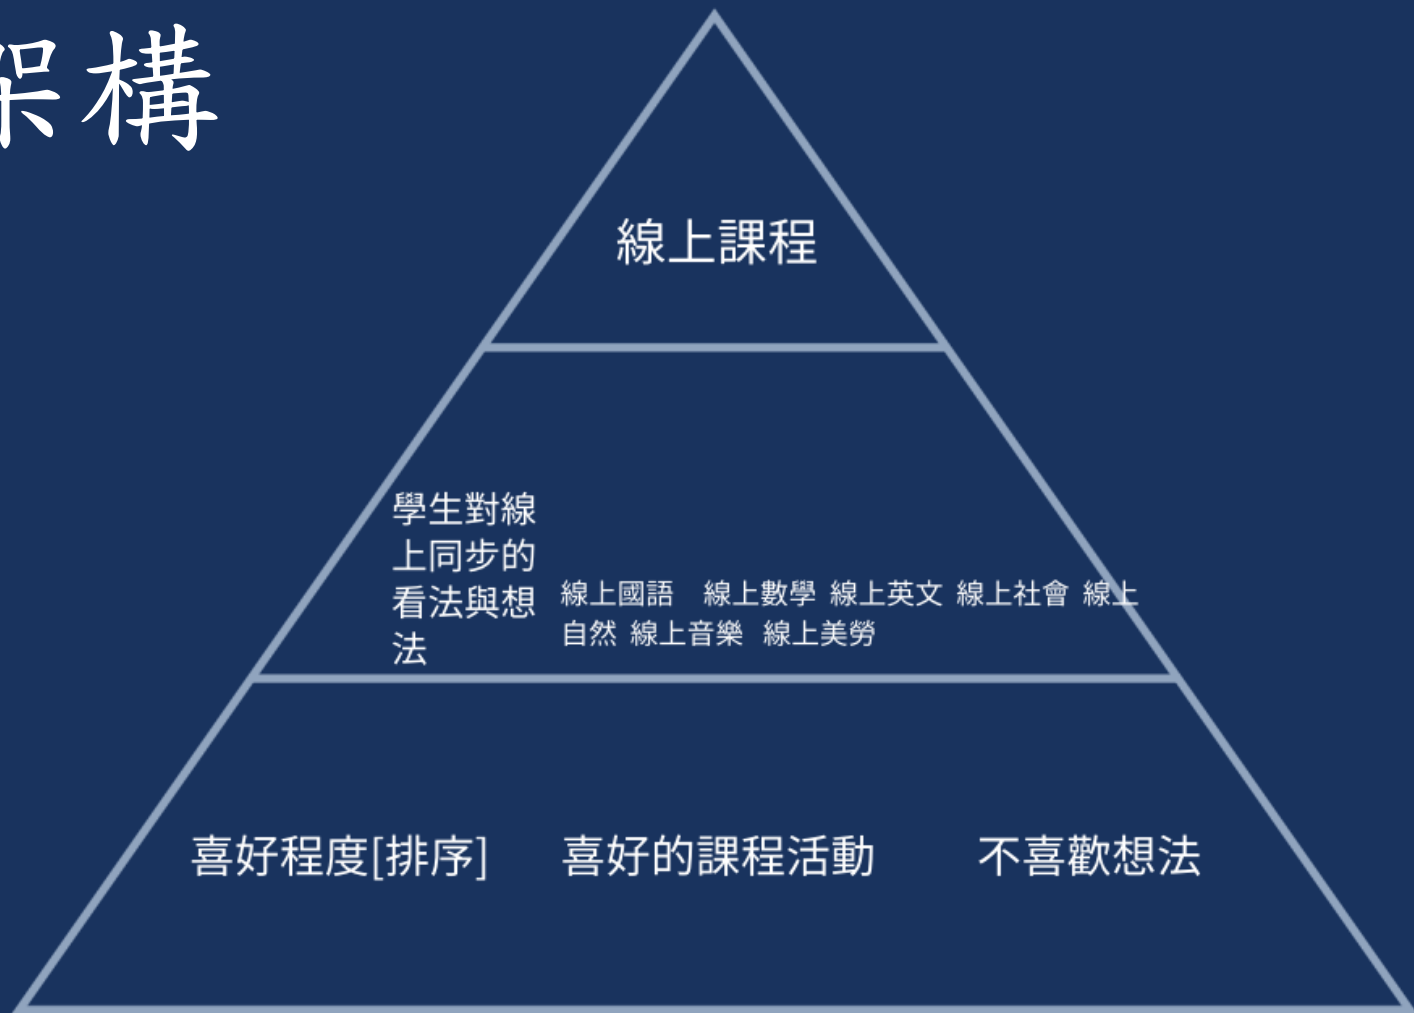 架構
線上課程
學生對線
上同步的
看法與想
法
線上國語 線上數學 線上英文 線上社會 線上
自然 線上音樂 線上美勞
喜好程度[排序] 喜好的課程活動 不喜歡想法